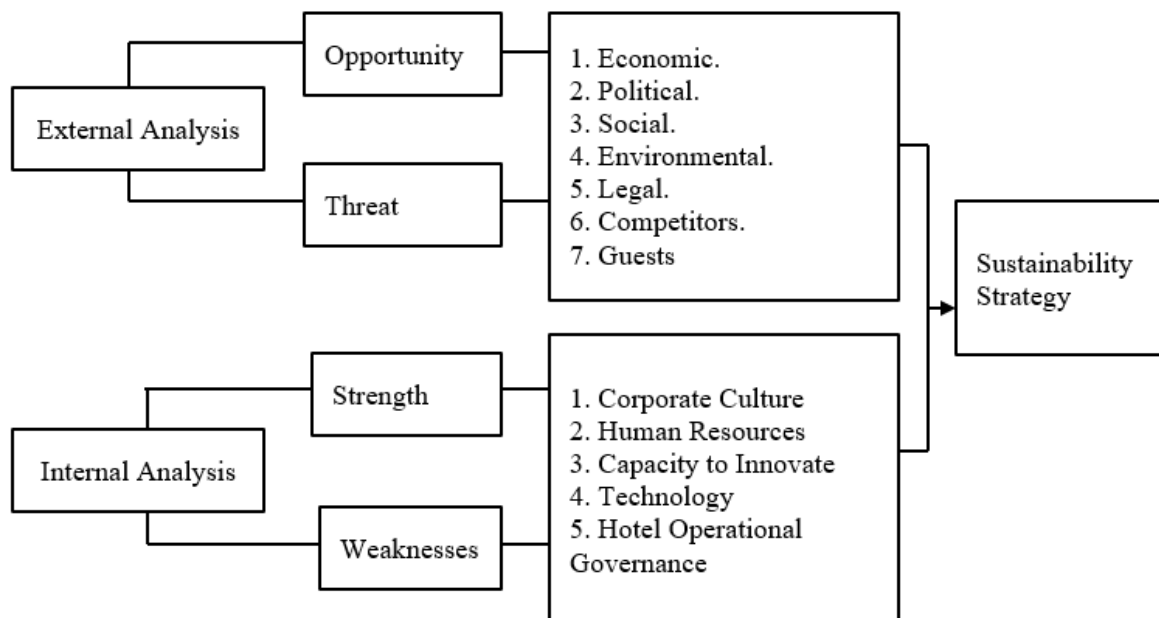 External Analysis
Opportunity
Threat
1. Economic.
2. Political.
3. Social.
4. Environmental.
5. Legal.
6. Competitors.
7. Guests
Internal Analysis
Strength
Weaknesses
1. Corporate Culture
2. Human Resources
3. Capacity to Innovate
4. Technology
5. Hotel Operational
Governance
Sustainability
Strategy